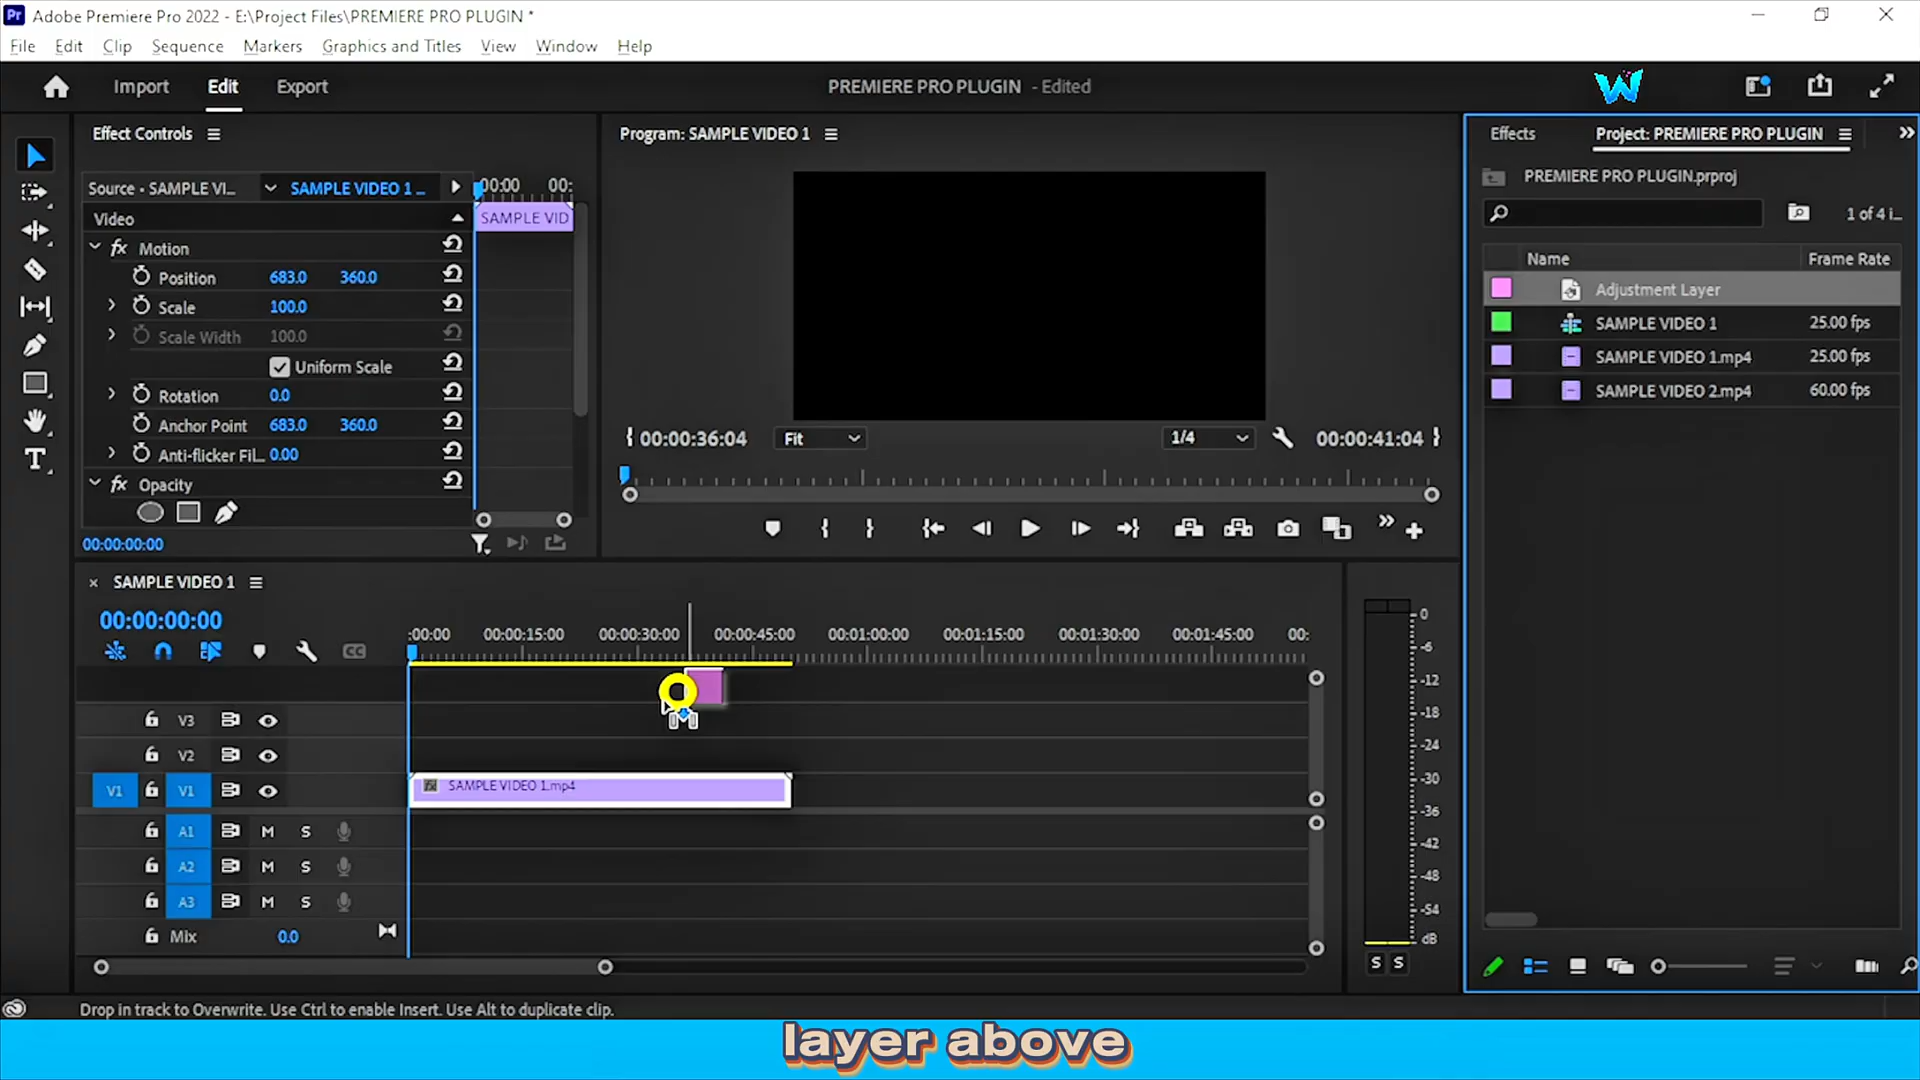 Pr Adobe Premiere Pro 2022 - E:\Project Files\PREMIERE PRO PLUGIN *
File Edit Clip Sequence Markers Graphics and Titles View Window Help
Import Edit Export PREMIERE PRO PLUGIN - Edited
Effect Controls
Source • SAMPLE VI... SAMPLE VIDEO 1 ... 00:00 00:
Video SAMPLE VID
fx Motion
Position 683.0 360.0
Scale 100.0
Scale Width 100.0
Uniform Scale
Rotation 0.0
Anchor Point 683.0 360.0
Anti-flicker Fil... 0.00
fx Opacity
00:00:00:00
Program: SAMPLE VIDEO 1
00:00:36:04 Fit 1/4 00:00:41:04
Effects Project: PREMIERE PRO PLUGIN
PREMIERE PRO PLUGIN.prproj
1 of 4 i...
Name Frame Rate
Adjustment Layer
SAMPLE VIDEO 1 25.00 fps
SAMPLE VIDEO 1.mp4 25.00 fps
SAMPLE VIDEO 2.mp4 60.00 fps
× SAMPLE VIDEO 1
00:00:00:00
:00:00 00:00:15:00 00:00:30:00 00:00:45:00 00:01:00:00 00:01:15:00 00:01:30:00 00:01:45:00 00:
CC
V3
V2
V1 V1 fx SAMPLE VIDEO 1.mp4
A1 M S
A2 M S
A3 M S
Mix 0.0
0
-6
-12
-18
-24
-30
-36
-42
-48
-54
dB
S S
Drop in track to Overwrite. Use Ctrl to enable Insert. Use Alt to duplicate clip.
layer above